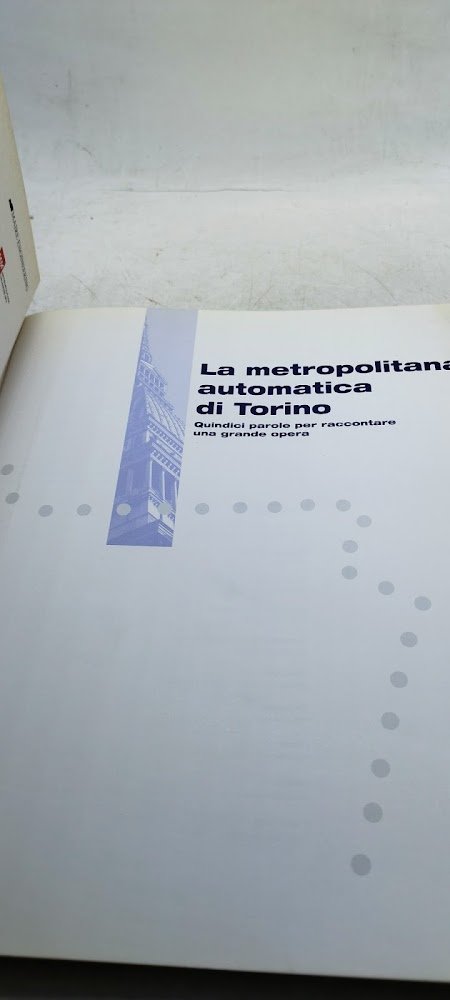 La metropolitana
automatica
di Torino
Quindici parole per raccontare
una grande opera